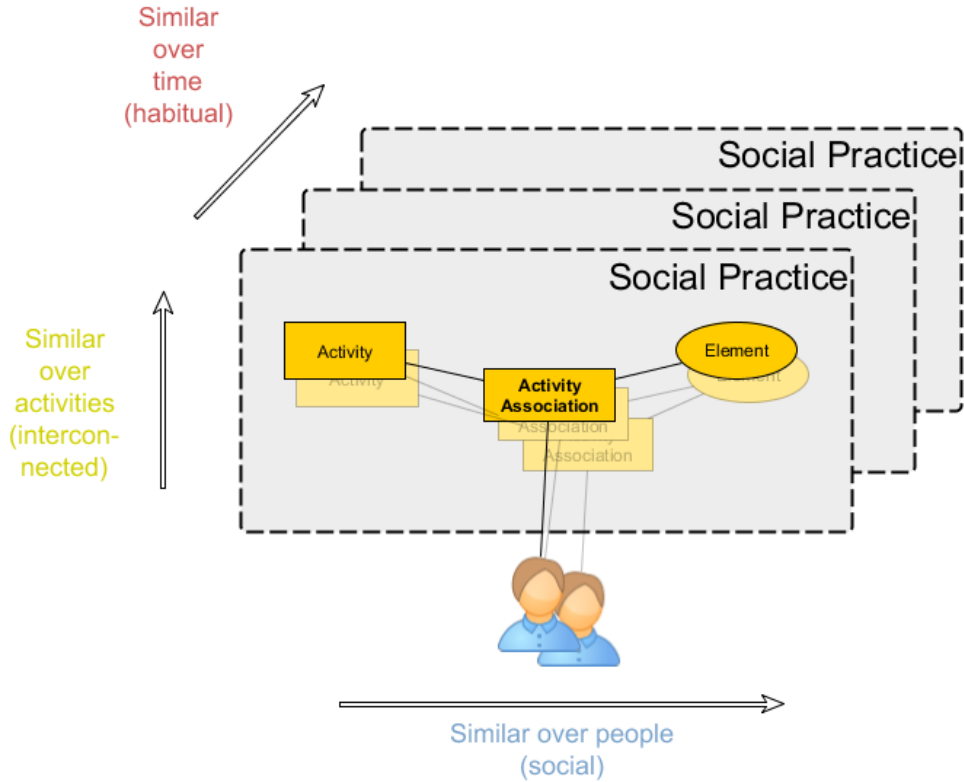 Similar
over
time
(habitual)
Social Practice
Social Practice
Social Practice
Similar
over
activities
(intercon-
nected)
Activity
Activity
Element
Element
Activity
Association
Association
Association
Similar over people
(social)